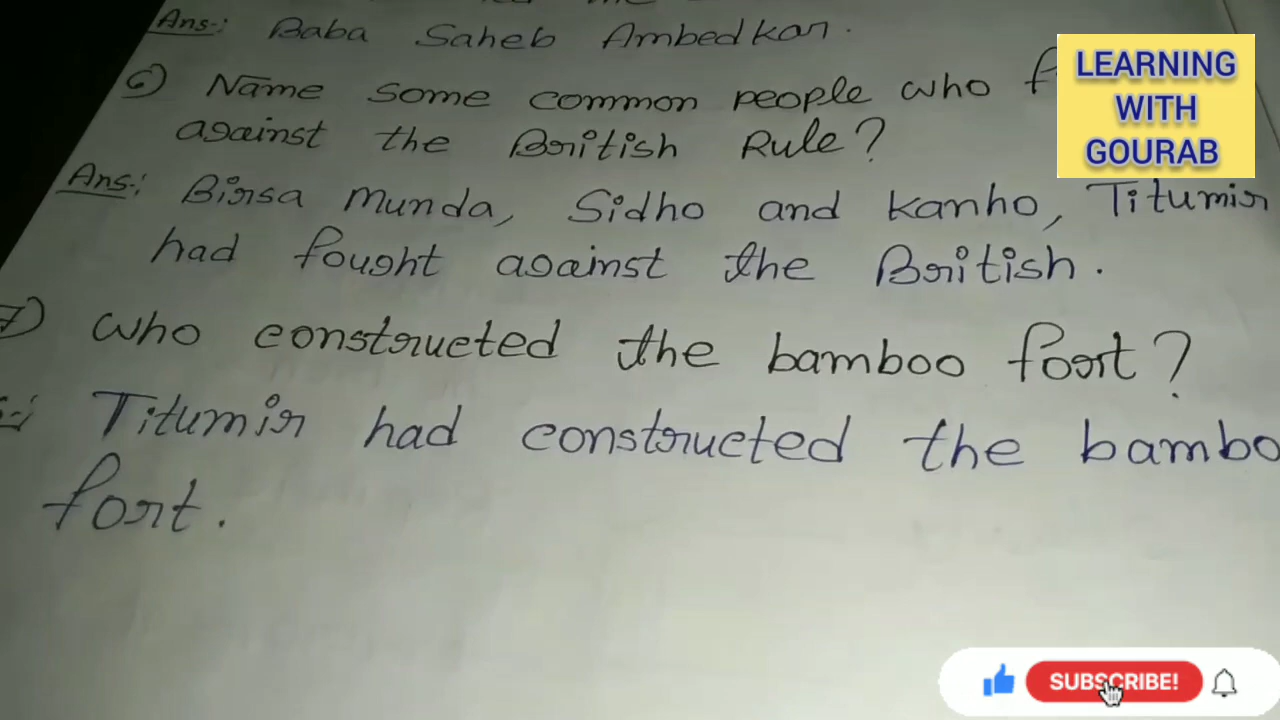 Ans-: Baba Saheb Ambedkar.
6) Name some common people who
against the British Rule?
Ans-: Birsa Munda, Sidho and Kanho, Titumir
had fought against the British.
7) Who constructed the bamboo foort?
Titumir had constructed the bambo
fort.
LEARNING
WITH
GOURAB
SUBSCRIBE!